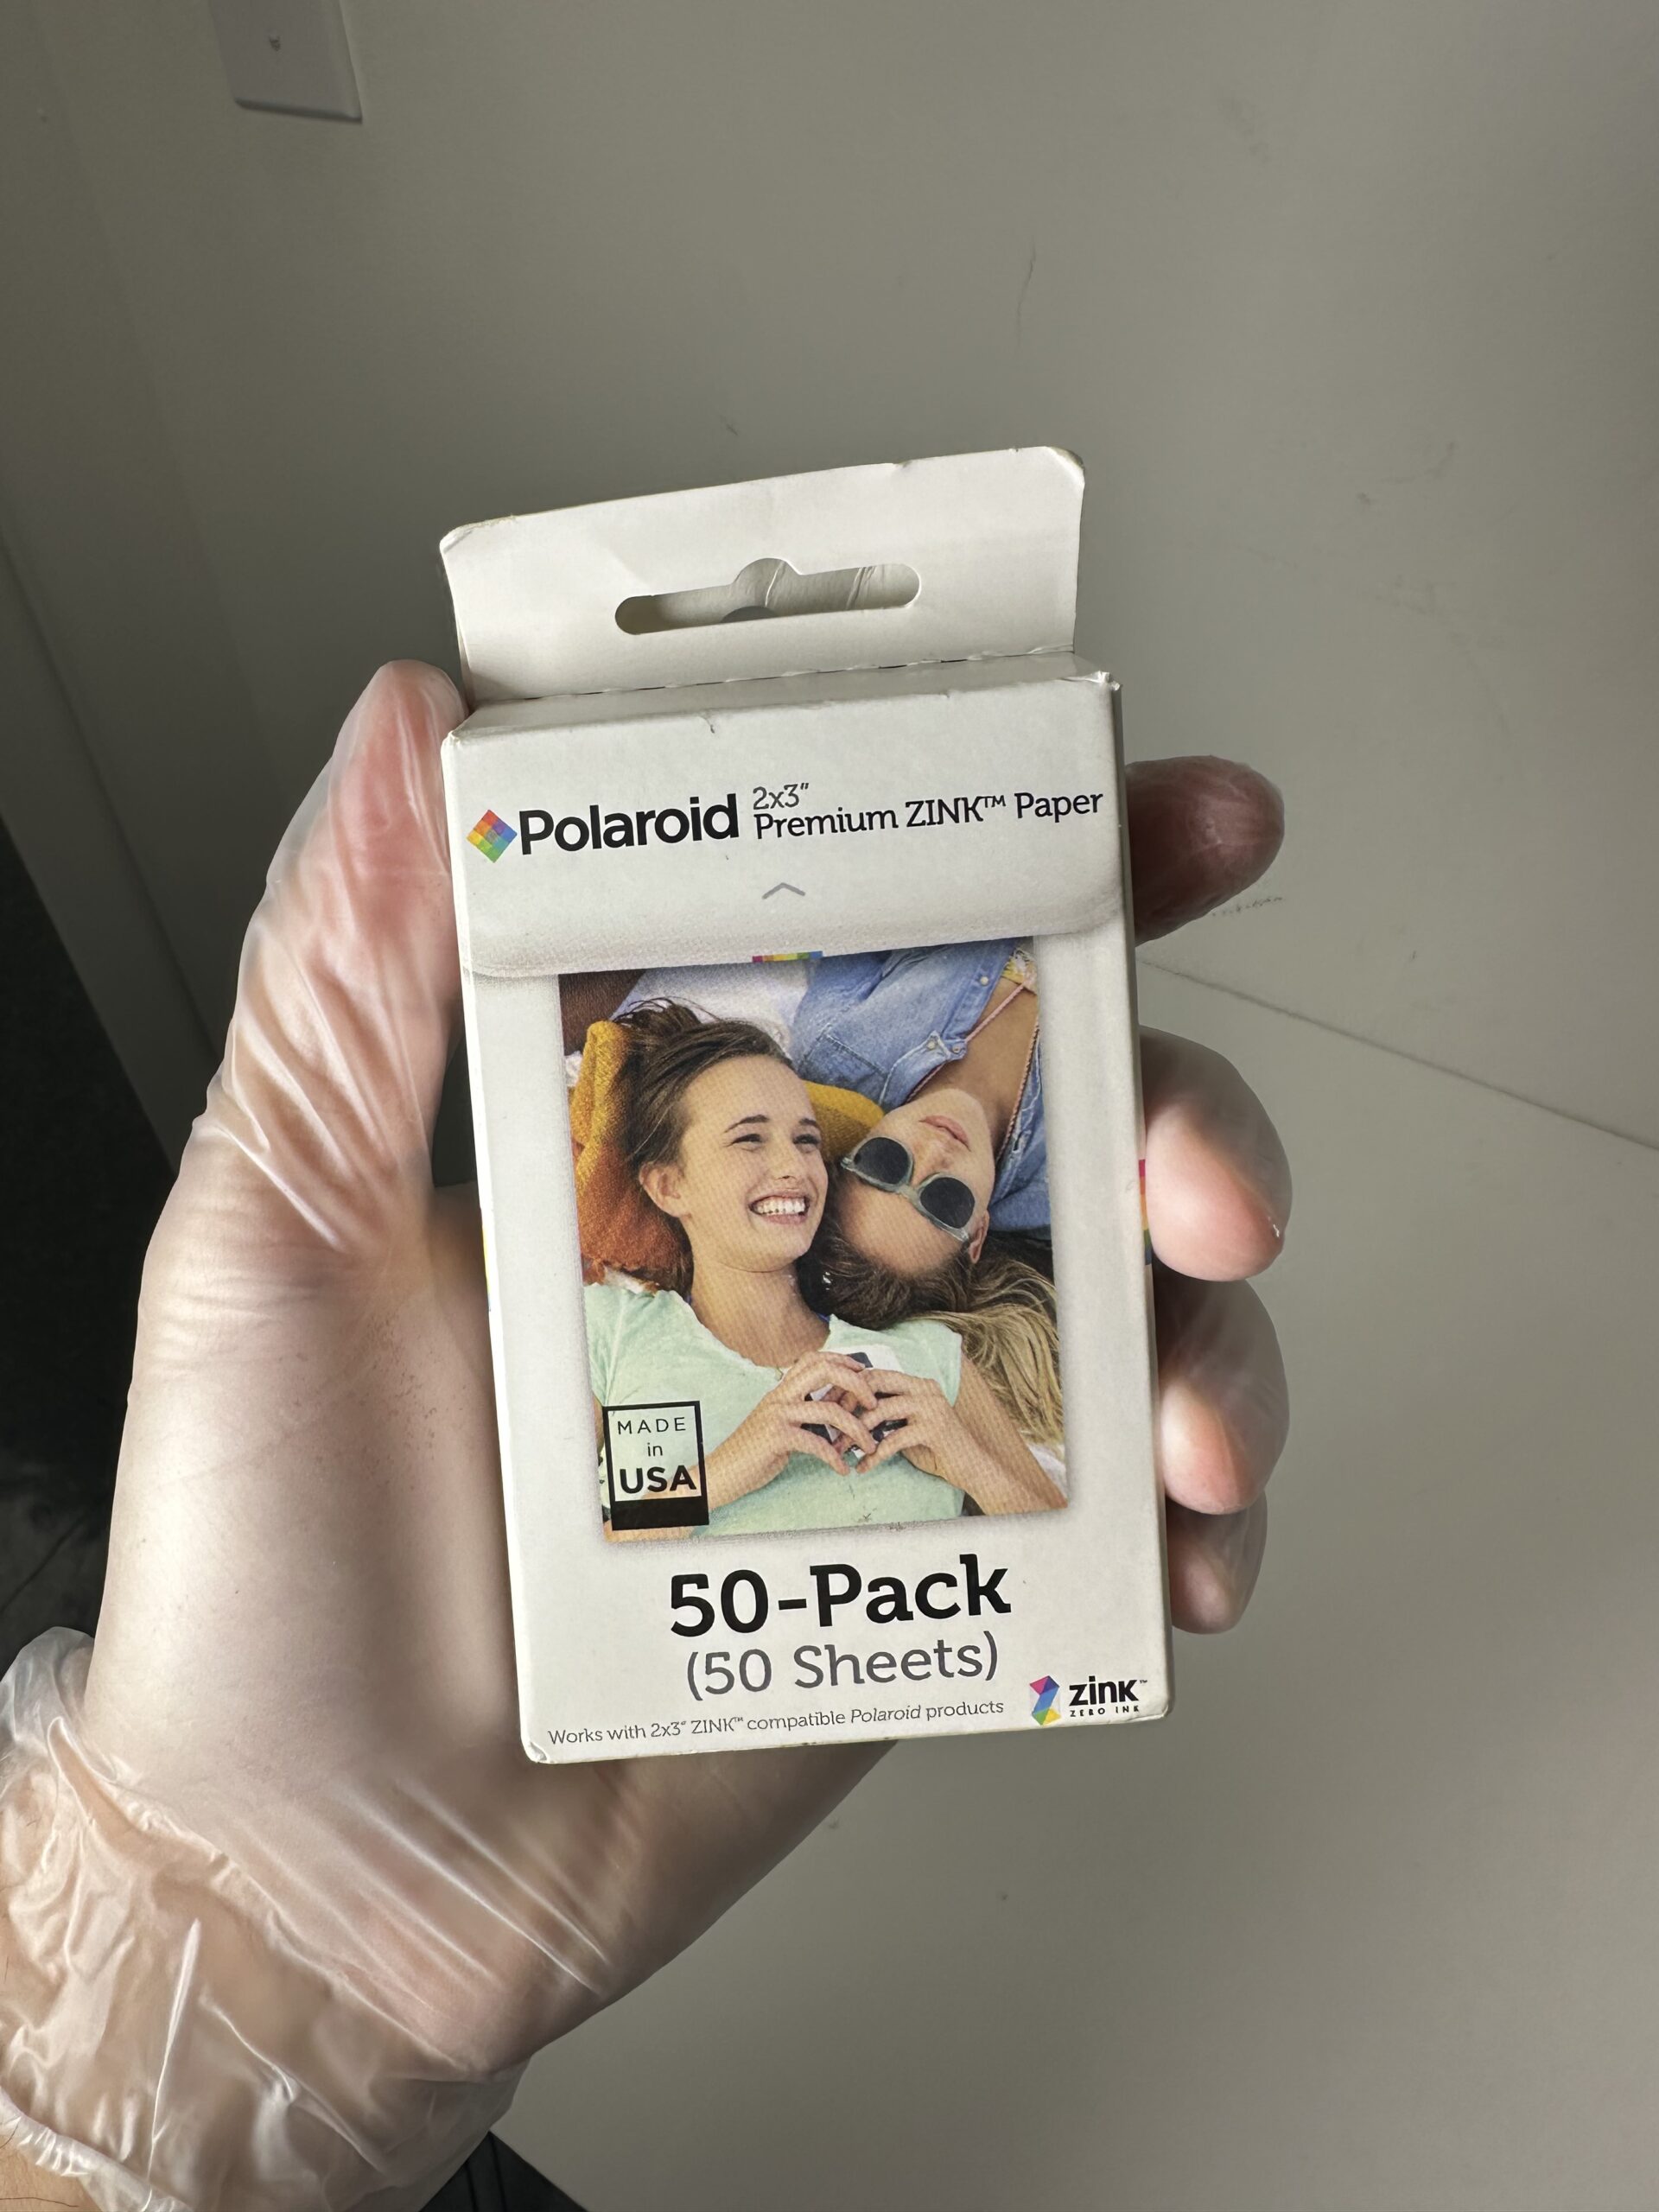 Polaroid 2x3"
Premium ZINK™ Paper
MADE
in
USA
50-Pack
(50 Sheets)
Works with 2x3" ZINK™ compatible Polaroid products
zink™
ZERO INK